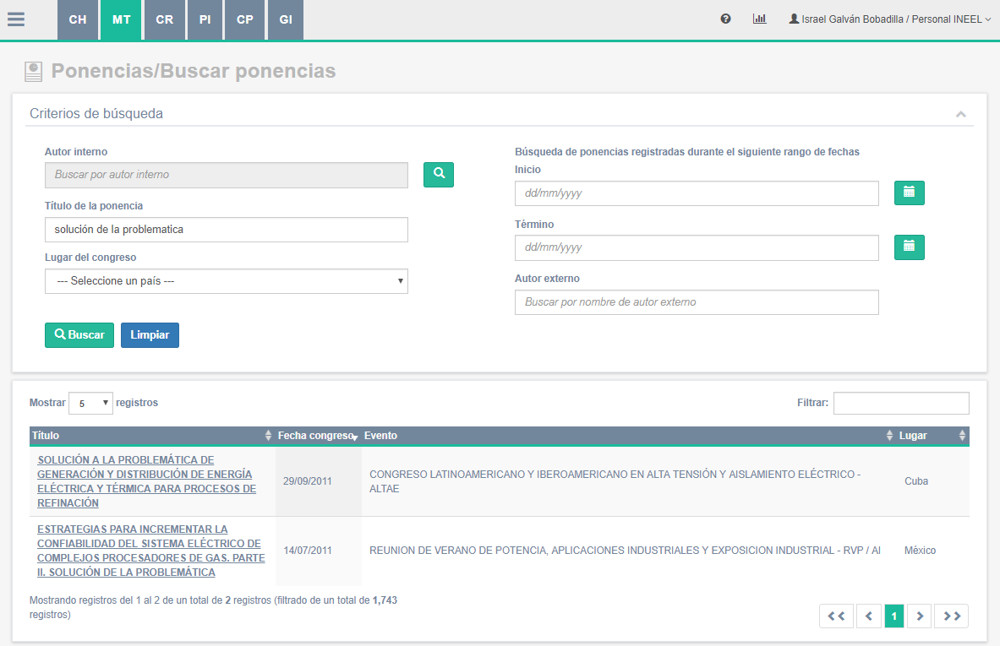 CH MT CR PI CP GI
Israel Galván Bobadilla / Personal INEEL
Ponencias/Buscar ponencias
Criterios de búsqueda
Autor interno
Buscar por autor interno
Título de la ponencia
solución de la problematica
Lugar del congreso
--- Seleccione un país ---
Buscar Limpiar
Búsqueda de ponencias registradas durante el siguiente rango de fechas
Inicio
dd/mm/yyyy
Término
dd/mm/yyyy
Autor externo
Buscar por nombre de autor externo
Mostrar 5 registros
Filtrar:
Título Fecha congreso Evento Lugar
SOLUCIÓN A LA PROBLEMÁTICA DE
GENERACIÓN Y DISTRIBUCIÓN DE ENERGÍA
ELÉCTRICA Y TÉRMICA PARA PROCESOS DE
REFINACIÓN
29/09/2011
CONGRESO LATINOAMERICANO Y IBEROAMERICANO EN ALTA TENSIÓN Y AISLAMIENTO ELÉCTRICO -
ALTAE
Cuba
ESTRATEGIAS PARA INCREMENTAR LA
CONFIABILIDAD DEL SISTEMA ELÉCTRICO DE
COMPLEJOS PROCESADORES DE GAS. PARTE
II. SOLUCIÓN DE LA PROBLEMÁTICA
14/07/2011
REUNION DE VERANO DE POTENCIA, APLICACIONES INDUSTRIALES Y EXPOSICION INDUSTRIAL - RVP / AI
México
Mostrando registros del 1 al 2 de un total de 2 registros (filtrado de un total de 1,743
registros)
1